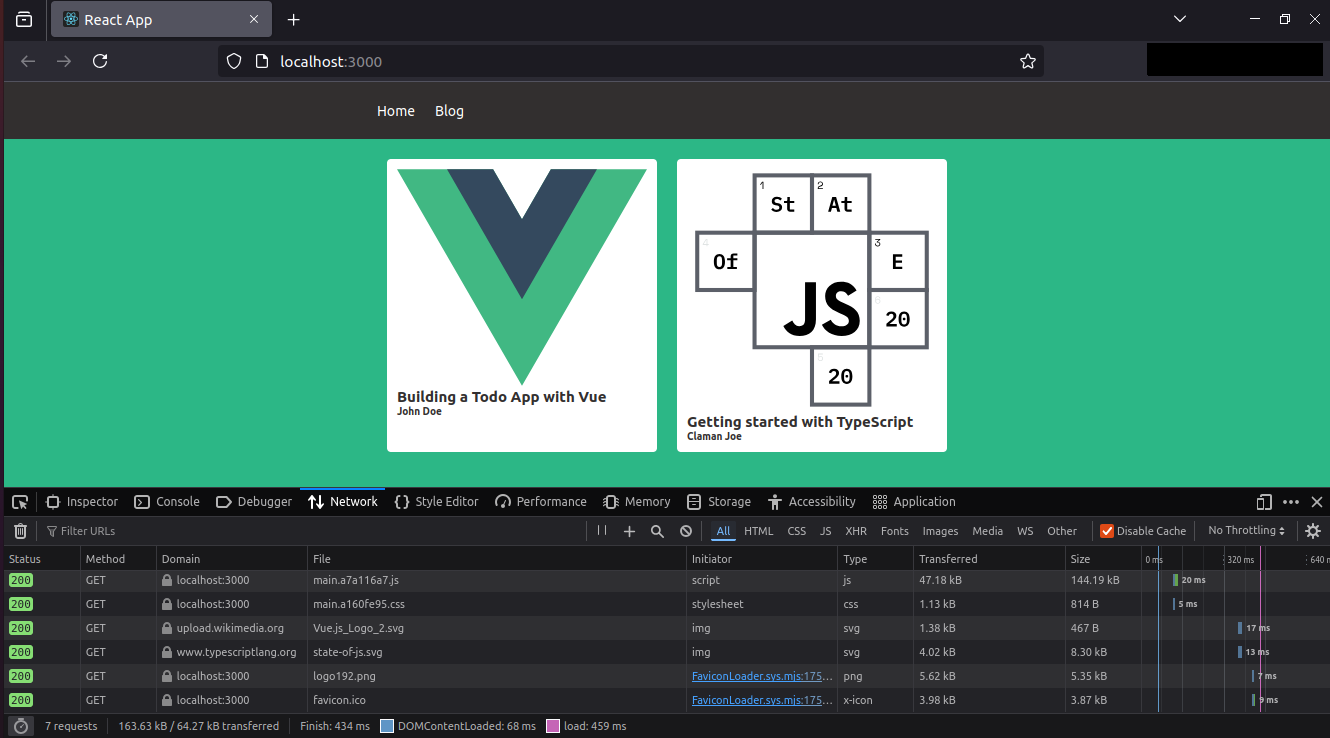 React App
localhost:3000
Home Blog
1 St 2 At
4 Of 3 E
JS 6 20
5 20
Building a Todo App with Vue
John Doe
Getting started with TypeScript
Claman Joe
Inspector Console Debugger Network Style Editor Performance Memory Storage Accessibility Application
Filter URLs All HTML CSS JS XHR Fonts Images Media WS Other Disable Cache No Throttling
Status Method Domain File Initiator Type Transferred Size 0 ms 320 ms 640 m
200 GET localhost:3000 main.a7a116a7.js script js 47.18 kB 144.19 kB 20 ms
200 GET localhost:3000 main.a160fe95.css stylesheet css 1.13 kB 814 B 5 ms
200 GET upload.wikimedia.org Vue.js_Logo_2.svg img svg 1.38 kB 467 B 17 ms
200 GET www.typescriptlang.org state-of-js.svg img svg 4.02 kB 8.30 kB 13 ms
200 GET localhost:3000 logo192.png FaviconLoader.sys.mjs:175… png 5.62 kB 5.35 kB 7 ms
200 GET localhost:3000 favicon.ico FaviconLoader.sys.mjs:175… x-icon 3.98 kB 3.87 kB 9 ms
7 requests 163.63 kB / 64.27 kB transferred Finish: 434 ms DOMContentLoaded: 68 ms load: 459 ms